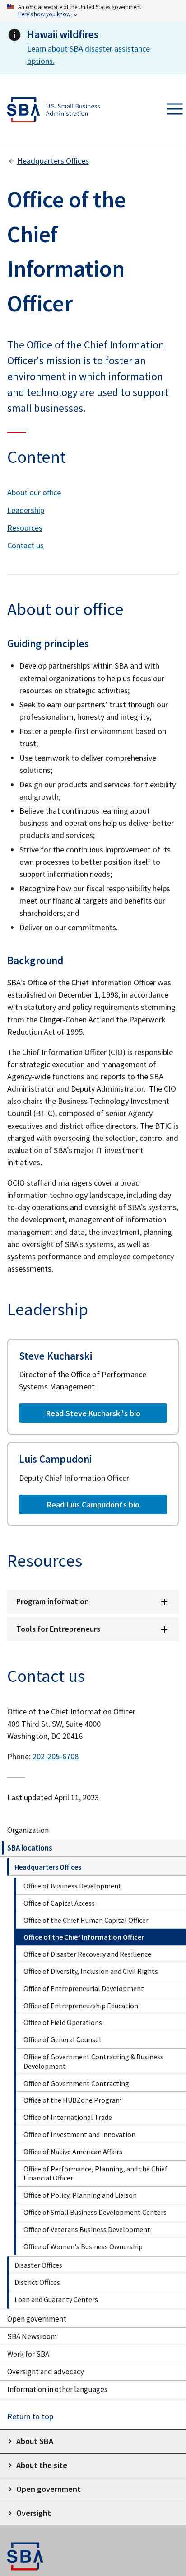 An official website of the United States government
Here's how you know
Hawaii wildfires
Learn about SBA disaster assistance
options.
SBA
U.S. Small Business
Administration
Headquarters Offices
Office of the
Chief
Information
Officer
The Office of the Chief Information
Officer's mission is to foster an
environment in which information
and technology are used to support
small businesses.
Content
About our office
Leadership
Resources
Contact us
About our office
Guiding principles
• Develop partnerships within SBA and with
external organizations to help us focus our
resources on strategic activities;
• Seek to earn our partners' trust through our
professionalism, honesty and integrity;
• Foster a people-first environment based on
trust;
• Use teamwork to deliver comprehensive
solutions;
• Design our products and services for flexibility
and growth;
• Believe that continuous learning about
business and operations help us deliver better
products and services;
• Strive for the continuous improvement of its
own processes to better position itself to
support information needs;
• Recognize how our fiscal responsibility helps
meet our financial targets and benefits our
shareholders; and
• Deliver on our commitments.
Background
SBA's Office of the Chief Information Officer was
established on December 1, 1998, in accordance
with statutory and policy requirements stemming
from the Clinger-Cohen Act and the Paperwork
Reduction Act of 1995.
The Chief Information Officer (CIO) is responsible
for strategic execution and management of
Agency-wide infrastructure to support
foundational functions and reports to the SBA
Administrator and Deputy Administrator. The CIO
also chairs the Business Technology Investment
Council (BTIC), composed of senior Agency
executives and district office directors. The BTIC is
charged with overseeing the selection, control and
evaluation of SBA's major IT investment
initiatives.
OCIO staff and managers cover a broad
information technology landscape, including day-
to-day operations and oversight of SBA's systems,
the development, management of information
management and data, the investment, planning
and oversight of SBA's systems, as well as
systems performance and employee competency
assessments.
Leadership
Steve Kucharski
Director of the Office of Performance
Systems Management
Read Steve Kucharski's bio
Luis Campudoni
Deputy Chief Information Officer
Read Luis Campudoni's bio
Resources
Program information
Tools for Entrepreneurs
Contact us
Office of the Chief Information Officer
409 Third St. SW, Suite 4000
Washington, DC 20416
Phone: 202-205-6708
Last updated April 11, 2023
Organization
SBA locations
Headquarters Offices
Office of Business Development
Office of Capital Access
Office of the Chief Human Capital Officer
Office of the Chief Information Officer
Office of Disaster Recovery and Resilience
Office of Diversity, Inclusion and Civil Rights
Office of Entrepreneurial Development
Office of Entrepreneurship Education
Office of Field Operations
Office of General Counsel
Office of Government Contracting & Business
Development
Office of Government Contracting
Office of the HUBZone Program
Office of International Trade
Office of Investment and Innovation
Office of Native American Affairs
Office of Performance, Planning, and the Chief
Financial Officer
Office of Policy, Planning and Liaison
Office of Small Business Development Centers
Office of Veterans Business Development
Office of Women's Business Ownership
Disaster Offices
District Offices
Loan and Guaranty Centers
Open government
SBA Newsroom
Work for SBA
Oversight and advocacy
Information in other languages
Return to top
About SBA
About the site
Open government
Oversight
SBA